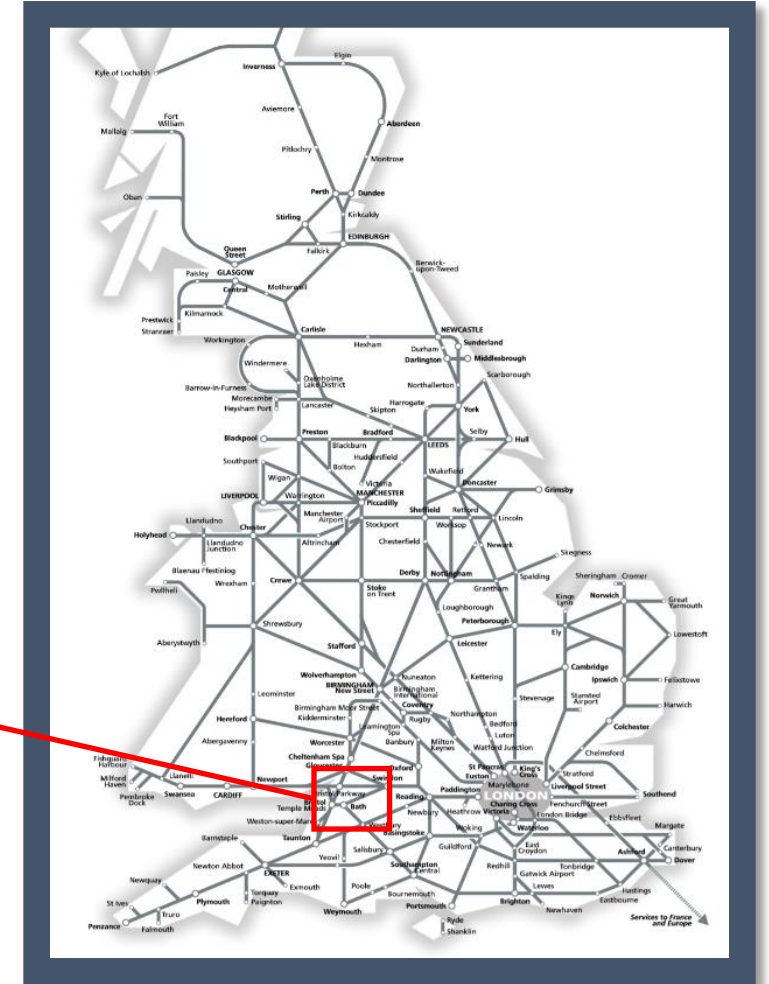 Elgin
Inverness
Kyle of Lochalsh
Aviemore
Fort
William
Mallaig
Aberdeen
Pitlochry
Montrose
Perth
Dundee
Oban
Stirling
Kirkcaldy
Queen
Street
Falkirk
EDINBURGH
Berwick-
upon-Tweed
Paisley
GLASGOW
Central
Motherwell
Prestwick
Kilmarnock
Stranraer
Carlisle
NEWCASTLE
Workington
Hexham
Durham
Sunderland
Darlington
Middlesbrough
Windermere
Scarborough
Oxenholme
Lake District
Northallerton
Barrow-in-Furness
Morecambe
Heysham Port
Lancaster
Skipton
Harrogate
York
Blackpool
Preston
Bradford
Selby
Hull
Blackburn
LEEDS
Southport
Bolton
Huddersfield
Wakefield
Wigan
Victoria
Doncaster
LIVERPOOL
Warrington
MANCHESTER
Piccadilly
Grimsby
Manchester
Airport
Sheffield
Retford
Llandudno
Stockport
Worksop
Lincoln
Holyhead
Chester
Llandudno
Junction
Altrincham
Chesterfield
Newark
Skegness
Blaenau Ffestiniog
Pwllheli
Wrexham
Crewe
Stoke
on Trent
Derby
Nottingham
Grantham
Spalding
Sheringham
Cromer
Kings
Lynn
Norwich
Great
Yarmouth
Loughborough
Peterborough
Aberystwyth
Shrewsbury
Stafford
Leicester
Ely
Lowestoft
Wolverhampton
Nuneaton
Kettering
Cambridge
BIRMINGHAM
New Street
Birmingham
International
Ipswich
Felixstowe
Leominster
Birmingham Moor Street
Coventry
Stevenage
Stansted
Airport
Harwich
Kidderminster
Rugby
Northampton
Hereford
Leamington
Spa
Bedford
Colchester
Abergavenny
Worcester
Banbury
Milton
Keynes
Luton
Watford Junction
Chelmsford
Cheltenham Spa
Gloucester
Fishguard
Harbour
Oxford
St Pancras
King's
Cross
Euston
Stratford
Milford
Haven
Llanelli
Newport
Swindon
Marylebone
Liverpool Street
Pembroke
Dock
Swansea
CARDIFF
Bristol Parkway
Reading
Paddington
LONDON
Southend
Bristol
Temple Meads
Bath
Newbury
Heathrow
Charing Cross
Victoria
Fenchurch Street
London Bridge
Ebbsfleet
Weston-super-Mare
Westbury
Basingstoke
Woking
Waterloo
Margate
Barnstaple
Taunton
Salisbury
Guildford
East
Croydon
Canterbury
Ashford
Dover
Newton Abbot
Yeovil
EXETER
Southampton
Central
Redhill
Tonbridge
Gatwick Airport
Newquay
Exmouth
Poole
Bournemouth
Lewes
Hastings
Eastbourne
St Ives
Plymouth
Torquay
Paignton
Weymouth
Portsmouth
Brighton
Newhaven
Truro
Penzance
Falmouth
Ryde
Shanklin
Services to France
and Europe